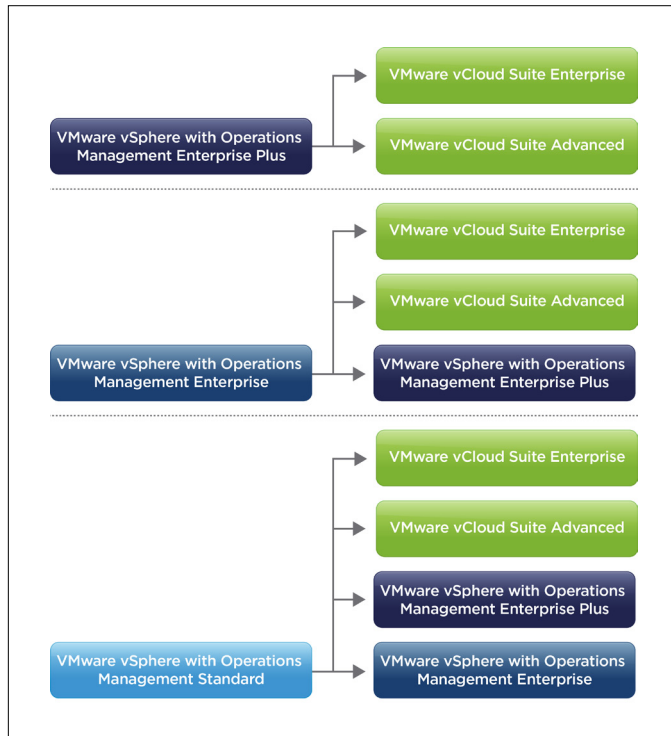 VMware vCloud Suite Enterprise
VMware vSphere with Operations
Management Enterprise Plus
VMware vCloud Suite Advanced
VMware vCloud Suite Enterprise
VMware vCloud Suite Advanced
VMware vSphere with Operations
Management Enterprise
VMware vSphere with Operations
Management Enterprise Plus
VMware vCloud Suite Enterprise
VMware vCloud Suite Advanced
VMware vSphere with Operations
Management Enterprise Plus
VMware vSphere with Operations
Management Standard
VMware vSphere with Operations
Management Enterprise